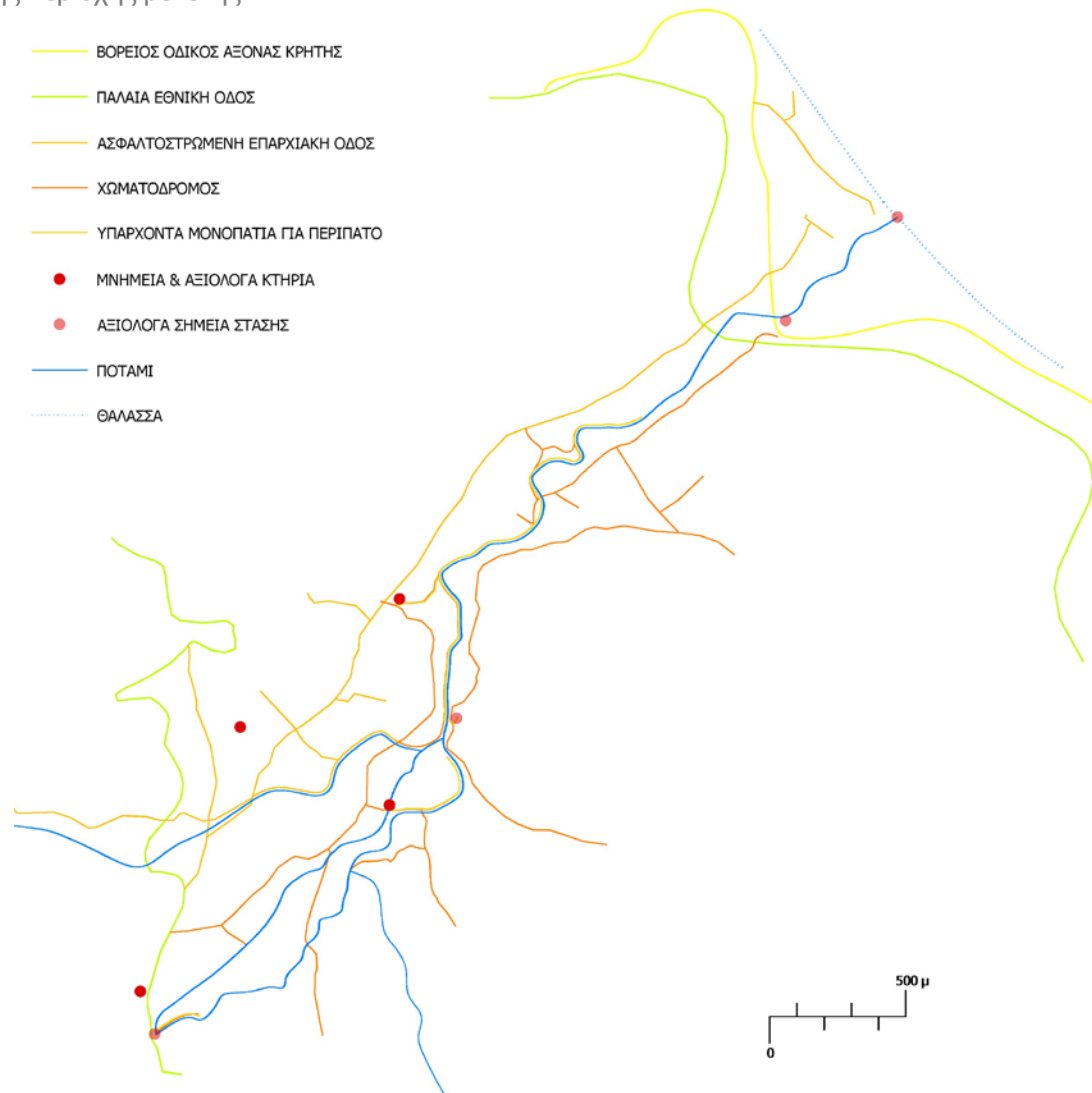 ΒΟΡΕΙΟΣ ΟΔΙΚΟΣ ΑΞΟΝΑΣ ΚΡΗΤΗΣ
ΠΑΛΑΙΑ ΕΘΝΙΚΗ ΟΔΟΣ
ΑΣΦΑΛΤΟΣΤΡΩΜΕΝΗ ΕΠΑΡΧΙΑΚΗ ΟΔΟΣ
ΧΩΜΑΤΟΔΡΟΜΟΣ
ΥΠΑΡΧΟΝΤΑ ΜΟΝΟΠΑΤΙΑ ΓΙΑ ΠΕΡΙΠΑΤΟ
ΜΝΗΜΕΙΑ & ΑΞΙΟΛΟΓΑ ΚΤΗΡΙΑ
ΑΞΙΟΛΟΓΑ ΣΗΜΕΙΑ ΣΤΑΣΗΣ
ΠΟΤΑΜΙ
ΘΑΛΑΣΣΑ
500 μ
0